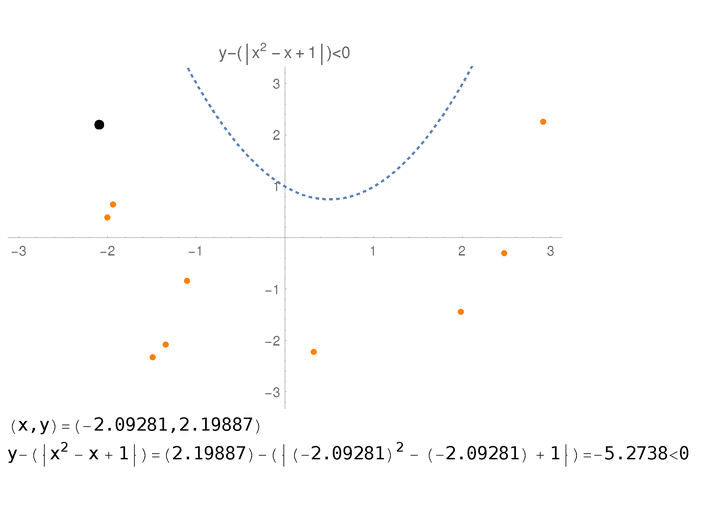 y−(|x² − x + 1|)<0
3
2
1
−3 −2 −1 1 2 3
−1
−2
−3
(x,y)=(−2.09281,2.19887)
y−(|x² − x + 1|)=(2.19887)−(|(−2.09281)² − (−2.09281) + 1|)=−5.2738<0